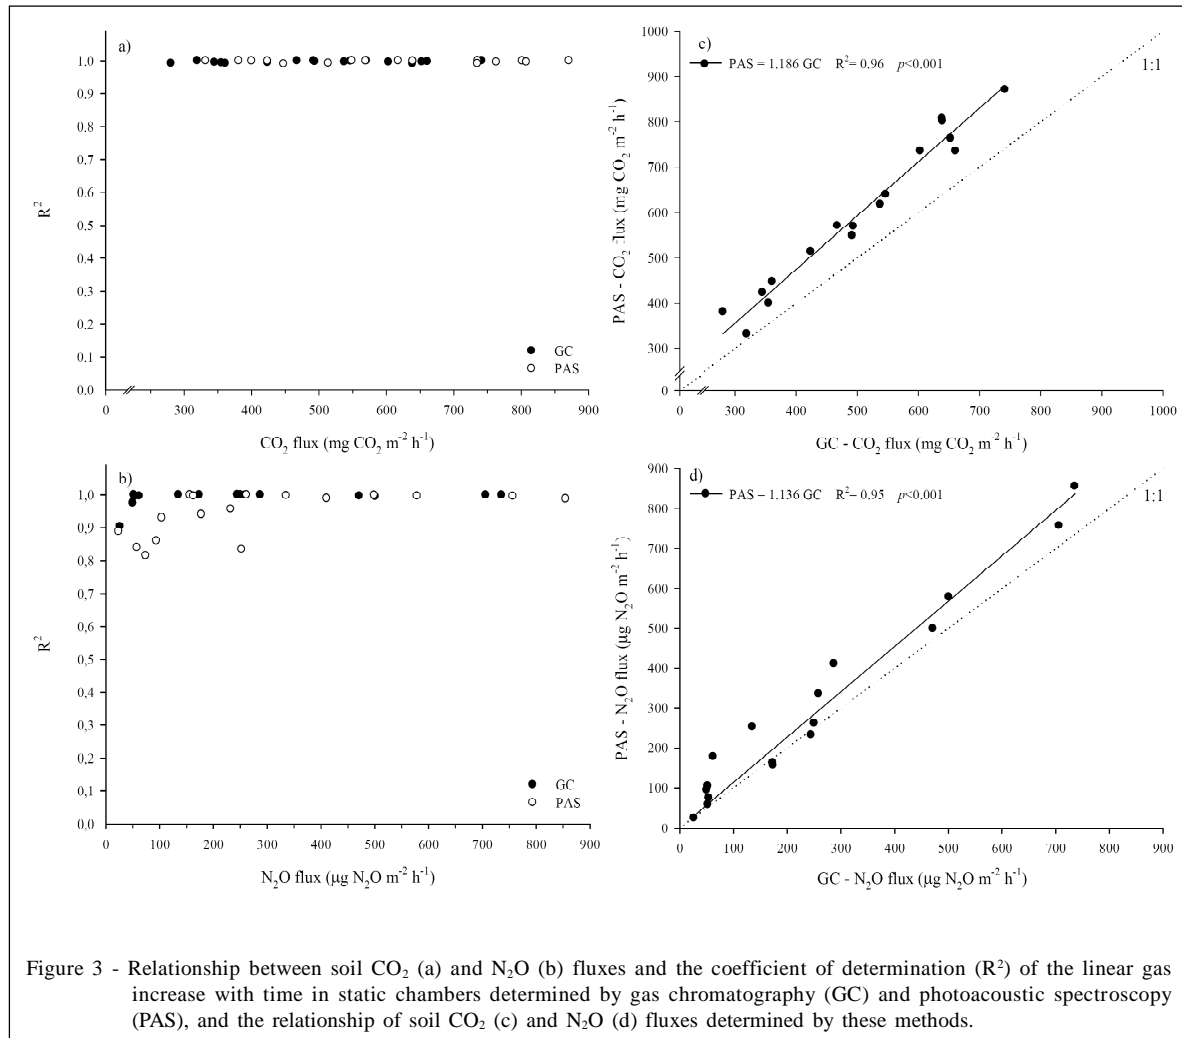 a)
1.0
0.9
0.8
0.7
0.6
0.5
0.4
0.3
0.2
0.1
0,0
R²
GC
PAS
0 300 400 500 600 700 800 900
CO₂ flux (mg CO₂ m⁻² h⁻¹)
c)
PAS = 1.186 GC R²= 0.96 p<0.001
1:1
1000
900
800
700
600
500
400
300
0
PAS - CO₂ flux (mg CO₂ m⁻² h⁻¹)
0 300 400 500 600 700 800 900 1000
GC - CO₂ flux (mg CO₂ m⁻² h⁻¹)
b)
1,0
0,9
0,8
0,7
0,6
0,5
0,4
0,3
0,2
0,1
0,0
R²
GC
PAS
0 100 200 300 400 500 600 700 800 900
N₂O flux (µg N₂O m⁻² h⁻¹)
d)
PAS = 1.136 GC R²= 0.95 p<0.001
1:1
900
800
700
600
500
400
300
200
100
0
PAS - N₂O flux (µg N₂O m⁻² h⁻¹)
0 100 200 300 400 500 600 700 800 900
GC - N₂O flux (µg N₂O m⁻² h⁻¹)
Figure 3 - Relationship between soil CO₂ (a) and N₂O (b) fluxes and the coefficient of determination (R²) of the linear gas
increase with time in static chambers determined by gas chromatography (GC) and photoacoustic spectroscopy
(PAS), and the relationship of soil CO₂ (c) and N₂O (d) fluxes determined by these methods.